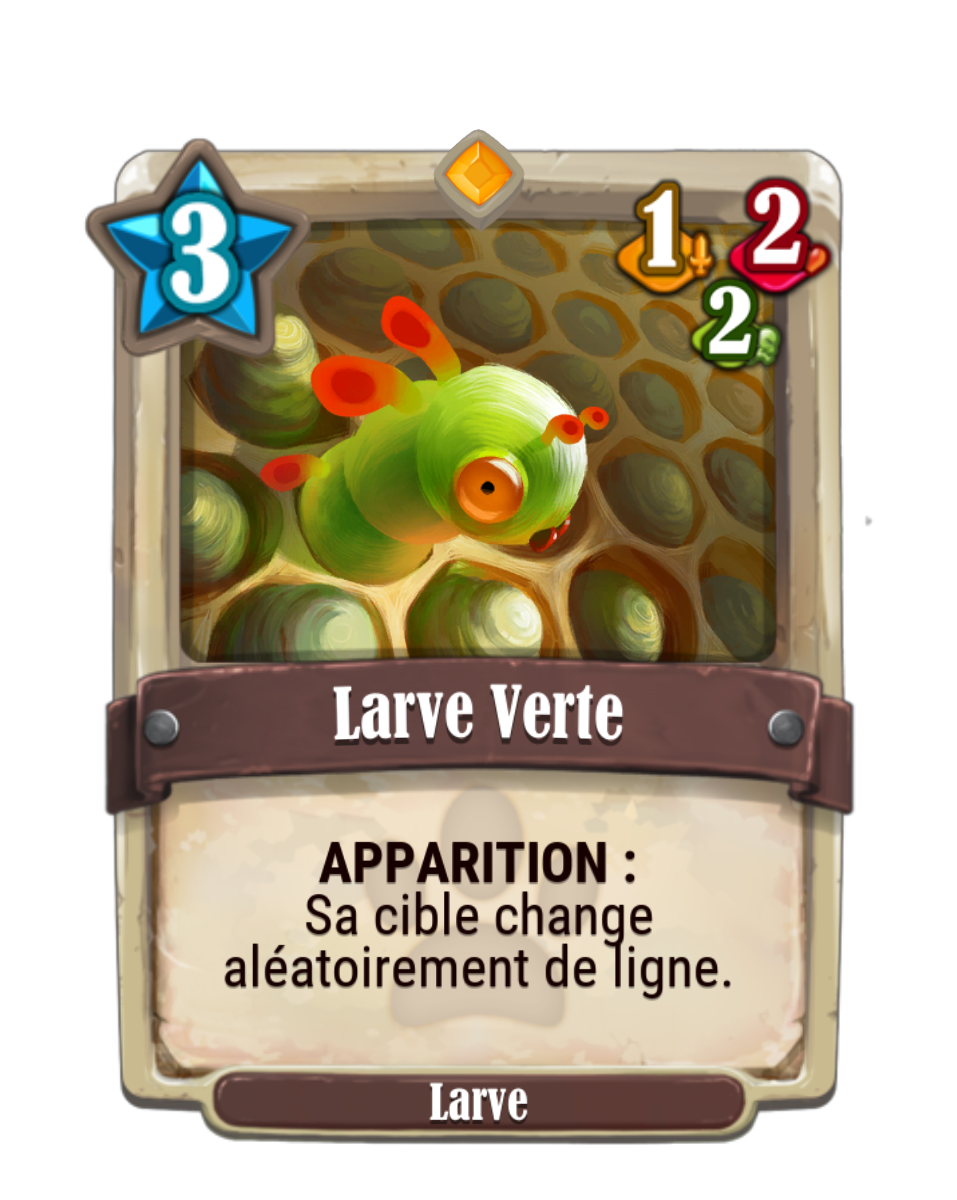 3
1
2
2
Larve Verte
APPARITION :
Sa cible change
aléatoirement de ligne.
Larve